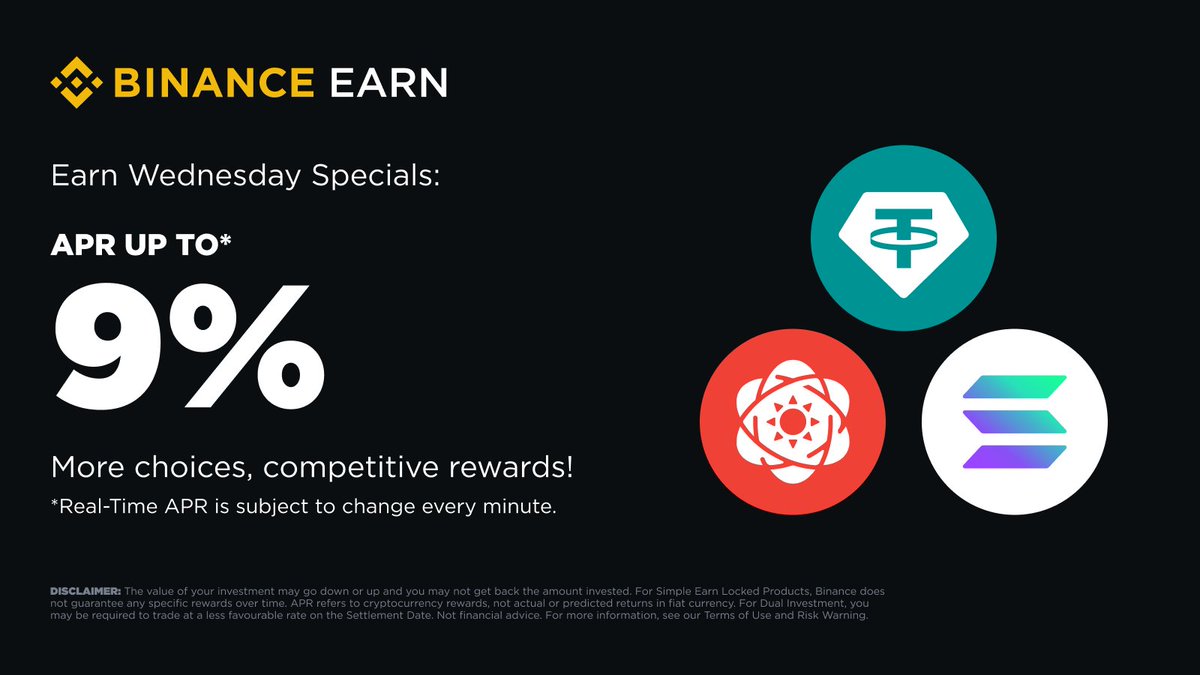 BINANCE EARN
Earn Wednesday Specials:
APR UP TO*
9%
More choices, competitive rewards!
*Real-Time APR is subject to change every minute.
DISCLAIMER: The value of your investment may go down or up and you may not get back the amount invested. For Simple Earn Locked Products, Binance does
not guarantee any specific rewards over time. APR refers to cryptocurrency rewards, not actual or predicted returns in fiat currency. For Dual Investment, you
may be required to trade at a less favourable rate on the Settlement Date. Not financial advice. For more information, see our Terms of Use and Risk Warning.